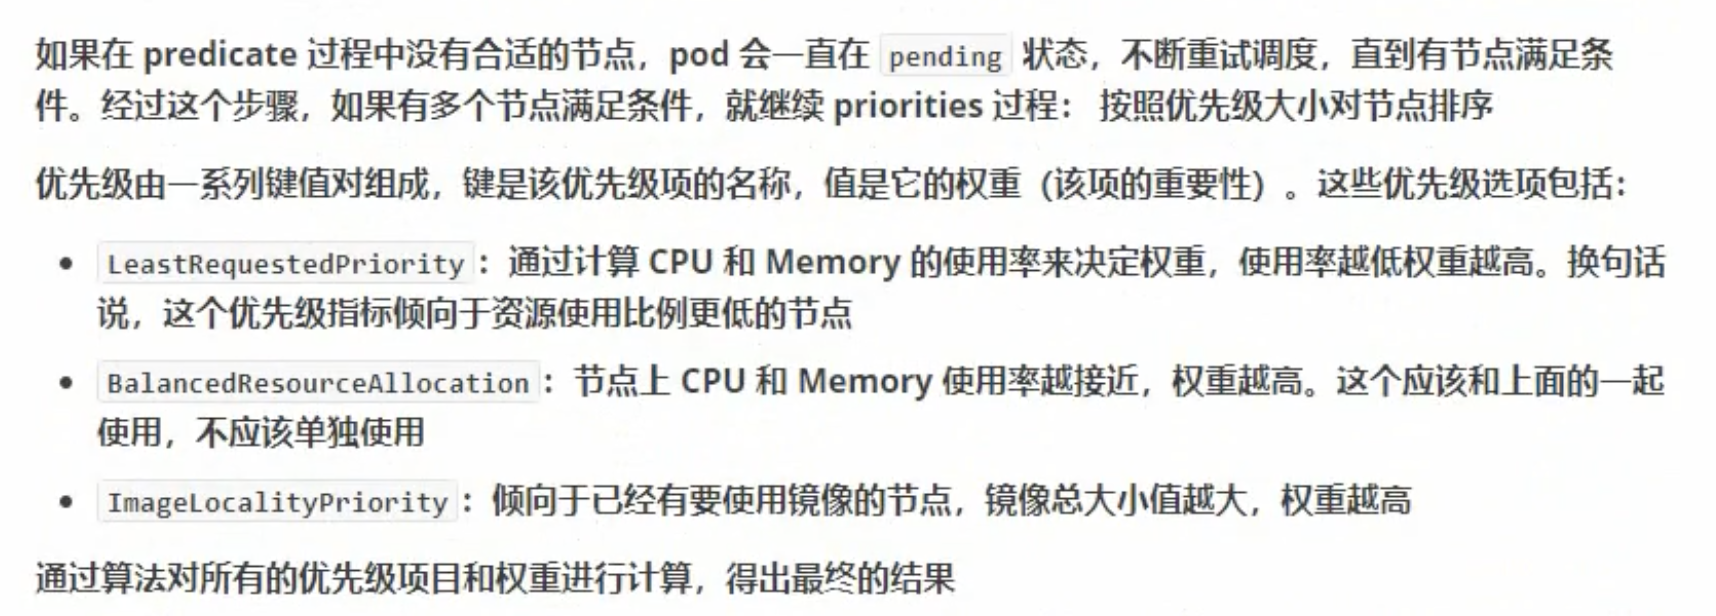 如果在 predicate 过程中没有合适的节点，pod 会一直在 pending 状态，不断重试调度，直到有节点满足条
件。经过这个步骤，如果有多个节点满足条件，就继续 priorities 过程： 按照优先级大小对节点排序
优先级由一系列键值对组成，键是该优先级项的名称，值是它的权重（该项的重要性）。这些优先级选项包括：
• LeastRequestedPriority：通过计算 CPU 和 Memory 的使用率来决定权重，使用率越低权重越高。换句话
说，这个优先级指标倾向于资源使用比例更低的节点
• BalancedResourceAllocation：节点上 CPU 和 Memory 使用率越接近，权重越高。这个应该和上面的一起
使用，不应该单独使用
• ImageLocalityPriority：倾向于已经有要使用镜像的节点，镜像总大小值越大，权重越高
通过算法对所有的优先级项目和权重进行计算，得出最终的结果